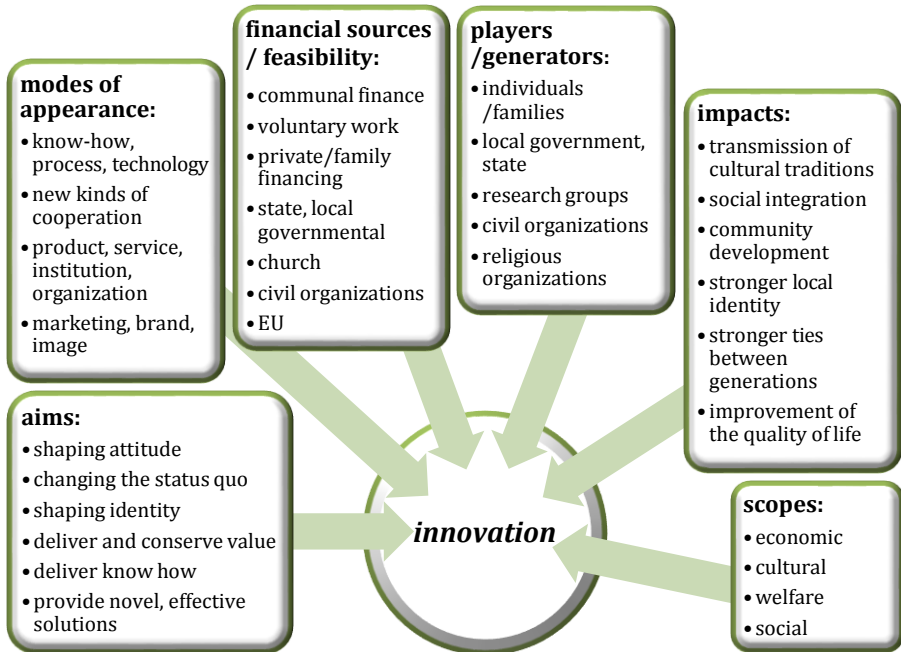 modes of
appearance:
• know-how,
process, technology
• new kinds of
cooperation
• product, service,
institution,
organization
• marketing, brand,
image
financial sources
/ feasibility:
• communal finance
• voluntary work
• private/family
financing
• state, local
governmental
• church
• civil organizations
• EU
players
/generators:
• individuals
/families
• local government,
state
• research groups
• civil organizations
• religious
organizations
impacts:
• transmission of
cultural traditions
• social integration
• community
development
• stronger local
identity
• stronger ties
between
generations
• improvement of
the quality of life
aims:
• shaping attitude
• changing the status quo
• shaping identity
• deliver and conserve value
• deliver know how
• provide novel, effective
solutions
innovation
scopes:
• economic
• cultural
• welfare
• social